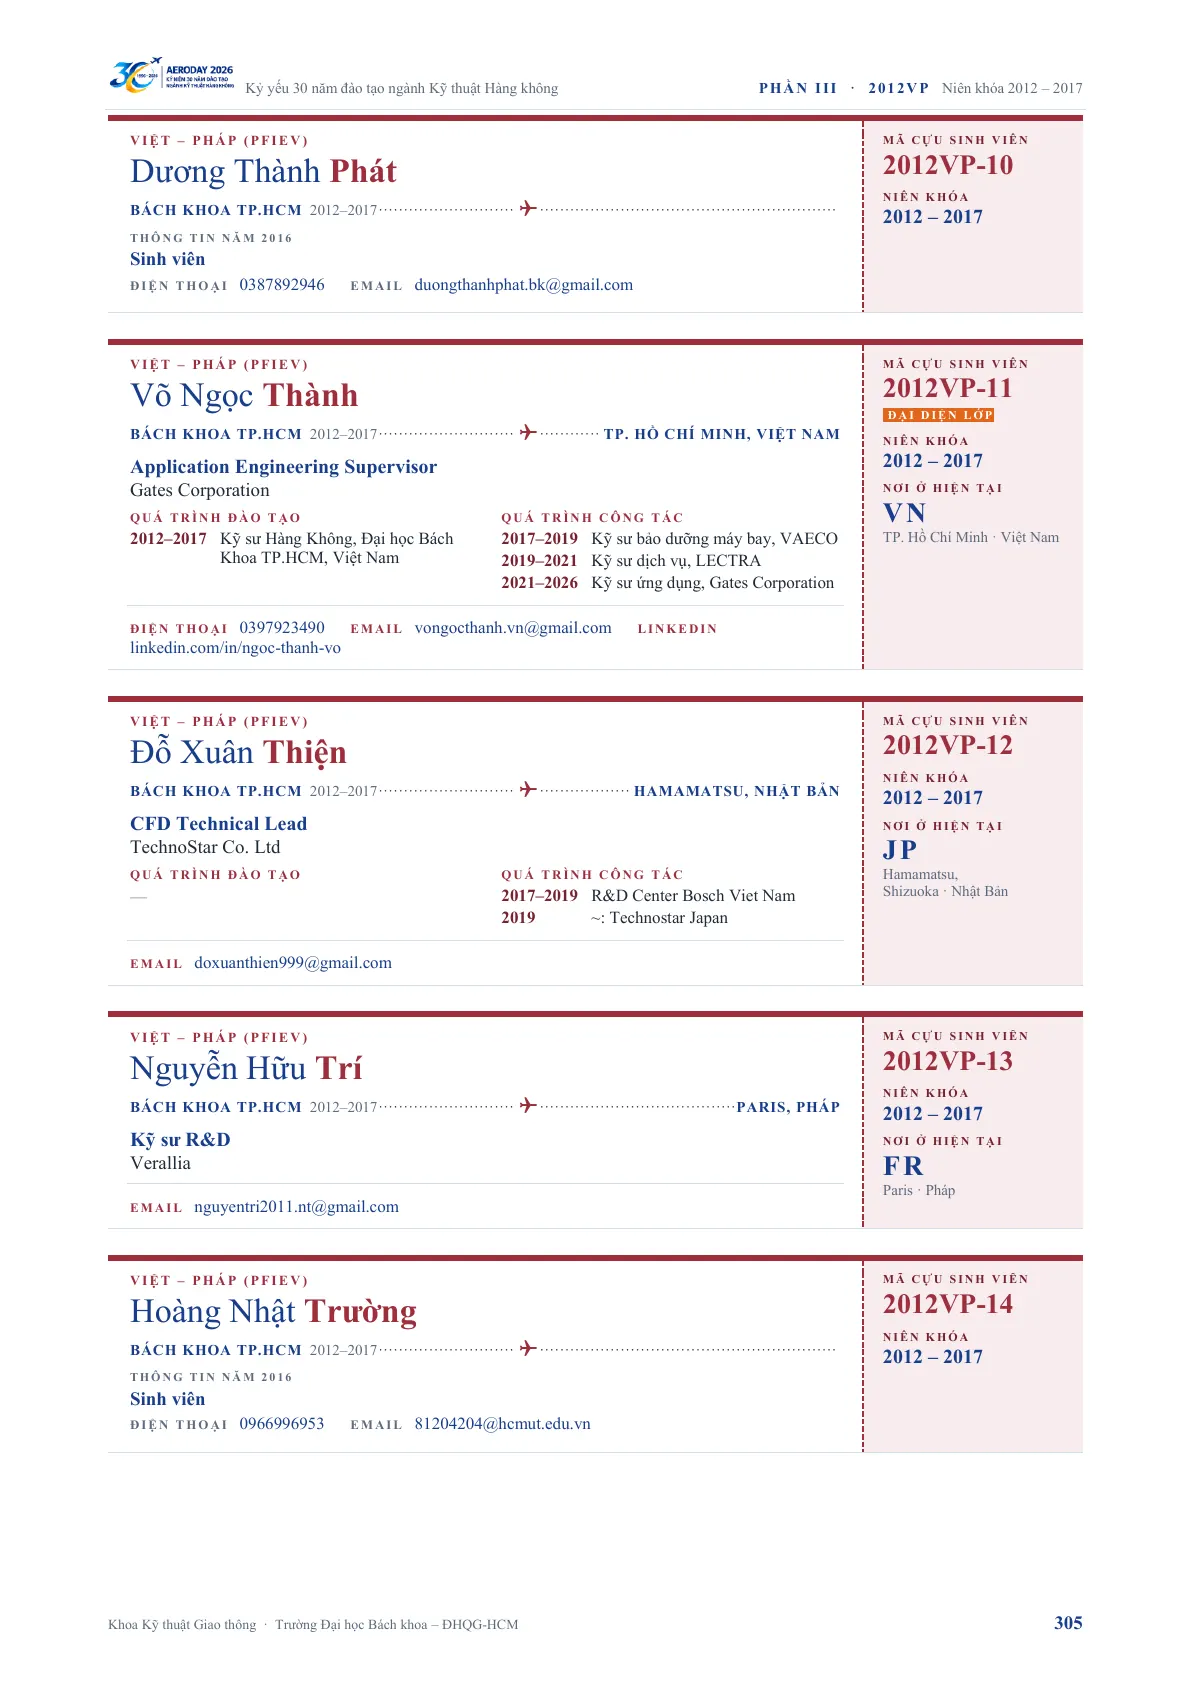 30 1996 - 2026 AERODAY 2026
KỶ NIỆM 30 NĂM ĐÀO TẠO
NGÀNH KỸ THUẬT HÀNG KHÔNG
Kỷ yếu 30 năm đào tạo ngành Kỹ thuật Hàng không
PHẦN III · 2012VP Niên khóa 2012 – 2017
VIỆT – PHÁP (PFIEV)
Dương Thành Phát
BÁCH KHOA TP.HCM 2012–2017
THÔNG TIN NĂM 2016
Sinh viên
ĐIỆN THOẠI 0387892946 EMAIL duongthanhphat.bk@gmail.com
MÃ CỰU SINH VIÊN
2012VP-10
NIÊN KHÓA
2012 – 2017
VIỆT – PHÁP (PFIEV)
Võ Ngọc Thành
BÁCH KHOA TP.HCM 2012–2017 TP. HỒ CHÍ MINH, VIỆT NAM
Application Engineering Supervisor
Gates Corporation
QUÁ TRÌNH ĐÀO TẠO
2012–2017 Kỹ sư Hàng Không, Đại học Bách
Khoa TP.HCM, Việt Nam
QUÁ TRÌNH CÔNG TÁC
2017–2019 Kỹ sư bảo dưỡng máy bay, VAECO
2019–2021 Kỹ sư dịch vụ, LECTRA
2021–2026 Kỹ sư ứng dụng, Gates Corporation
ĐIỆN THOẠI 0397923490 EMAIL vongocthanh.vn@gmail.com LINKEDIN
linkedin.com/in/ngoc-thanh-vo
MÃ CỰU SINH VIÊN
2012VP-11
ĐẠI DIỆN LỚP
NIÊN KHÓA
2012 – 2017
NƠI Ở HIỆN TẠI
VN
TP. Hồ Chí Minh · Việt Nam
VIỆT – PHÁP (PFIEV)
Đỗ Xuân Thiện
BÁCH KHOA TP.HCM 2012–2017 HAMAMATSU, NHẬT BẢN
CFD Technical Lead
TechnoStar Co. Ltd
QUÁ TRÌNH ĐÀO TẠO
—
QUÁ TRÌNH CÔNG TÁC
2017–2019 R&D Center Bosch Viet Nam
2019 ~: Technostar Japan
EMAIL doxuanthien999@gmail.com
MÃ CỰU SINH VIÊN
2012VP-12
NIÊN KHÓA
2012 – 2017
NƠI Ở HIỆN TẠI
JP
Hamamatsu,
Shizuoka · Nhật Bản
VIỆT – PHÁP (PFIEV)
Nguyễn Hữu Trí
BÁCH KHOA TP.HCM 2012–2017 PARIS, PHÁP
Kỹ sư R&D
Verallia
EMAIL nguyentri2011.nt@gmail.com
MÃ CỰU SINH VIÊN
2012VP-13
NIÊN KHÓA
2012 – 2017
NƠI Ở HIỆN TẠI
FR
Paris · Pháp
VIỆT – PHÁP (PFIEV)
Hoàng Nhật Trường
BÁCH KHOA TP.HCM 2012–2017
THÔNG TIN NĂM 2016
Sinh viên
ĐIỆN THOẠI 0966996953 EMAIL 81204204@hcmut.edu.vn
MÃ CỰU SINH VIÊN
2012VP-14
NIÊN KHÓA
2012 – 2017
Khoa Kỹ thuật Giao thông · Trường Đại học Bách khoa – ĐHQG-HCM
305